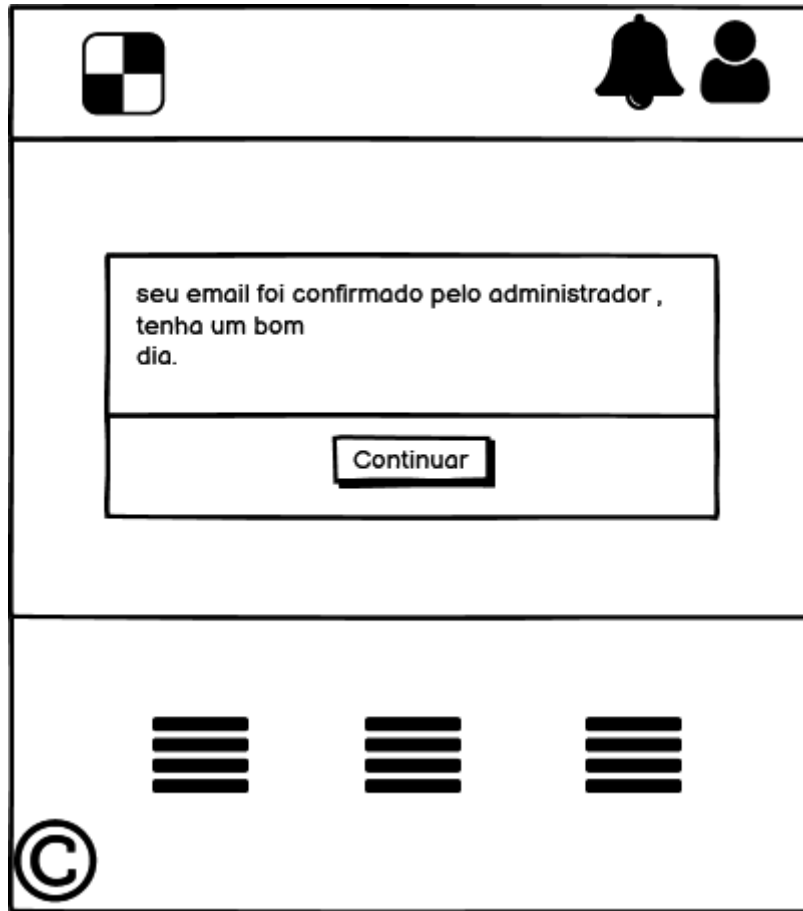 seu email foi confirmado pelo administrador ,
tenha um bom
dia.
Continuar
©